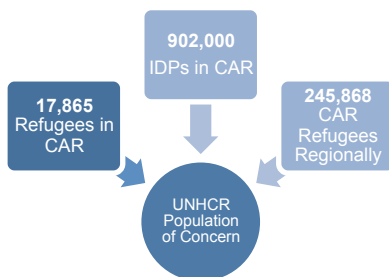 902,000
IDPs in CAR
17,865
Refugees in
CAR
245,868
CAR
Refugees
Regionally
UNHCR
Population
of Concern